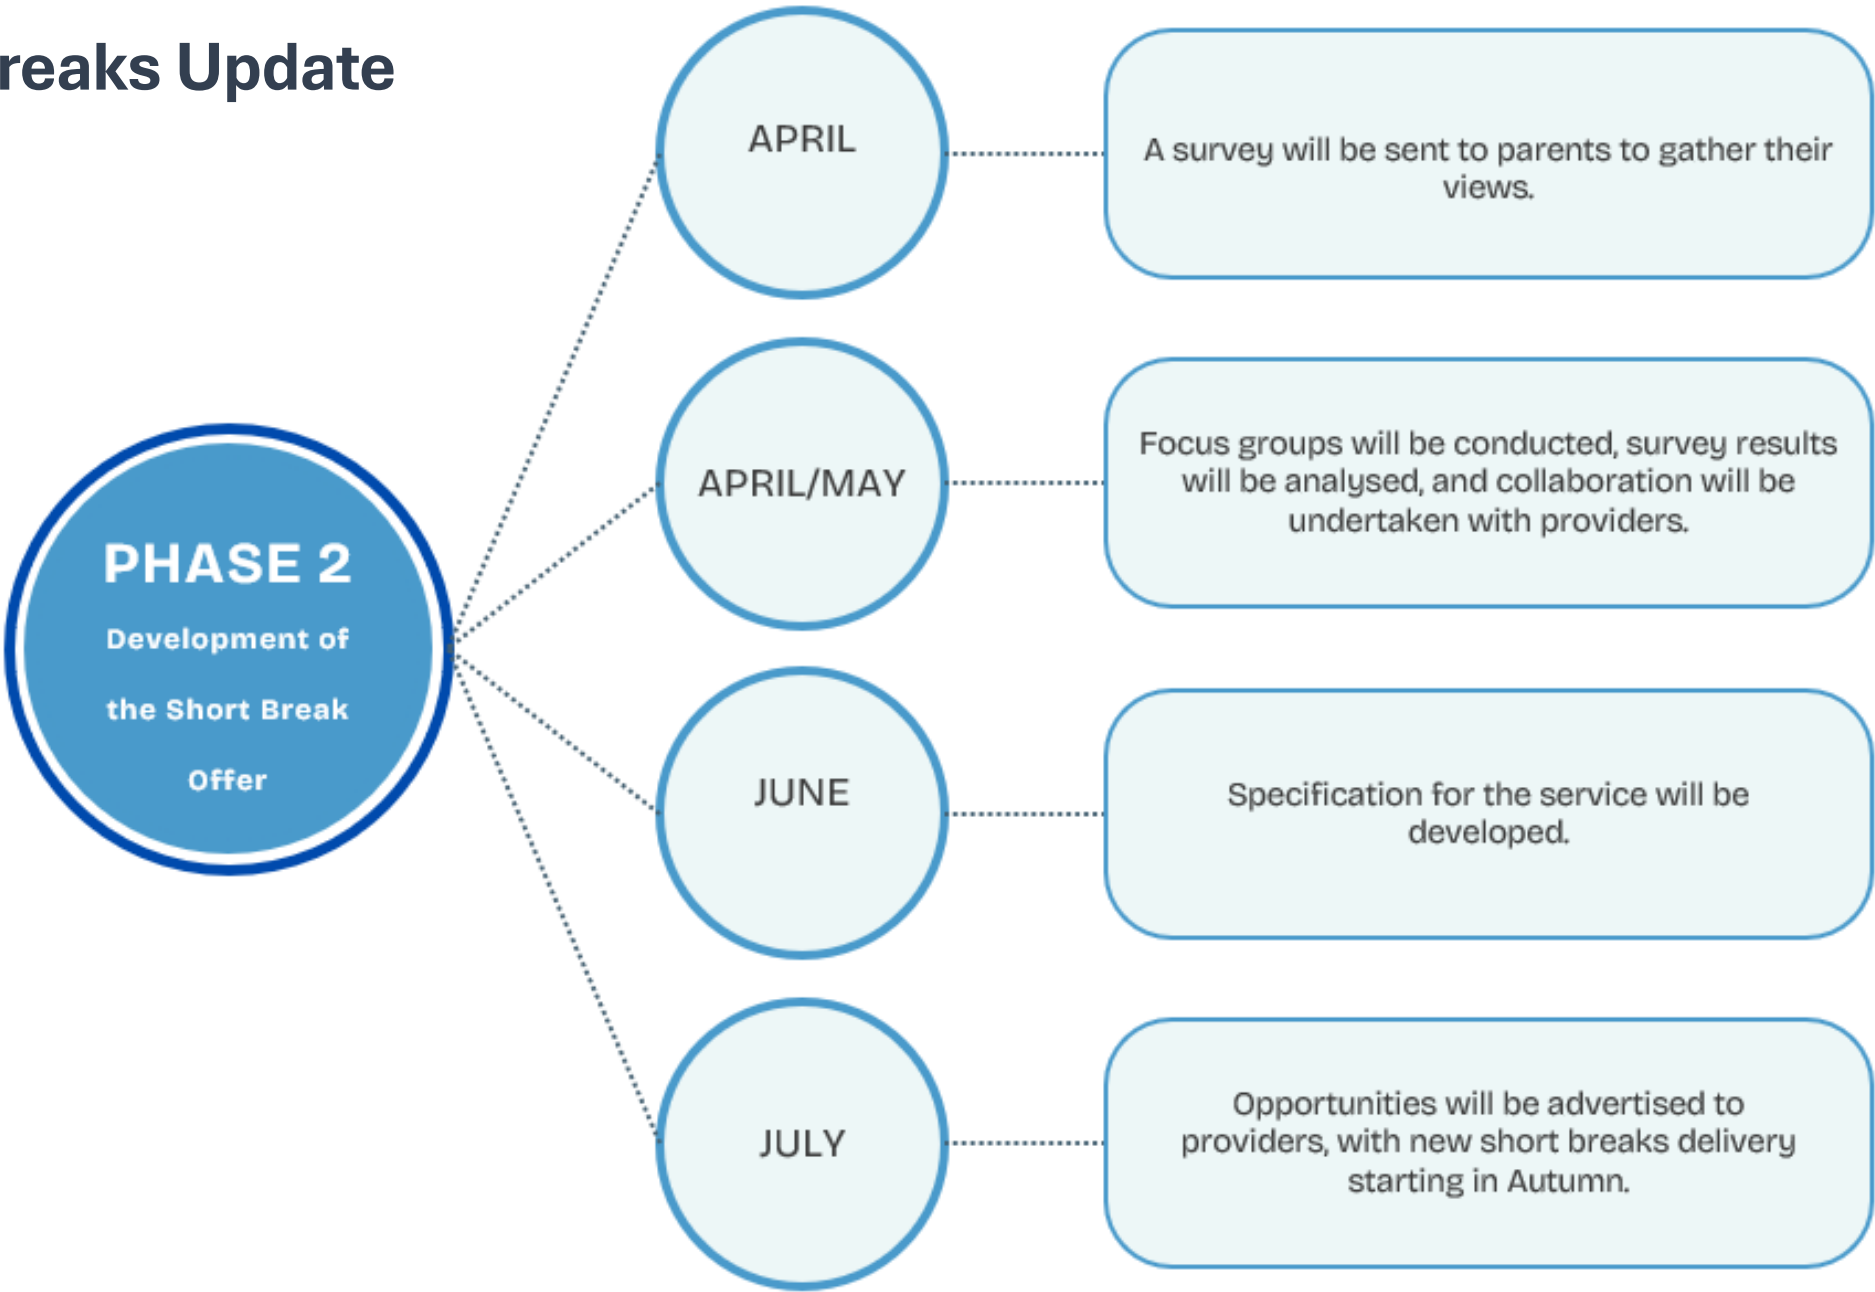 reaks Update
APRIL
A survey will be sent to parents to gather their
views.
APRIL/MAY
Focus groups will be conducted, survey results
will be analysed, and collaboration will be
undertaken with providers.
PHASE 2
Development of
the Short Break
Offer
JUNE
Specification for the service will be
developed.
JULY
Opportunities will be advertised to
providers, with new short breaks delivery
starting in Autumn.